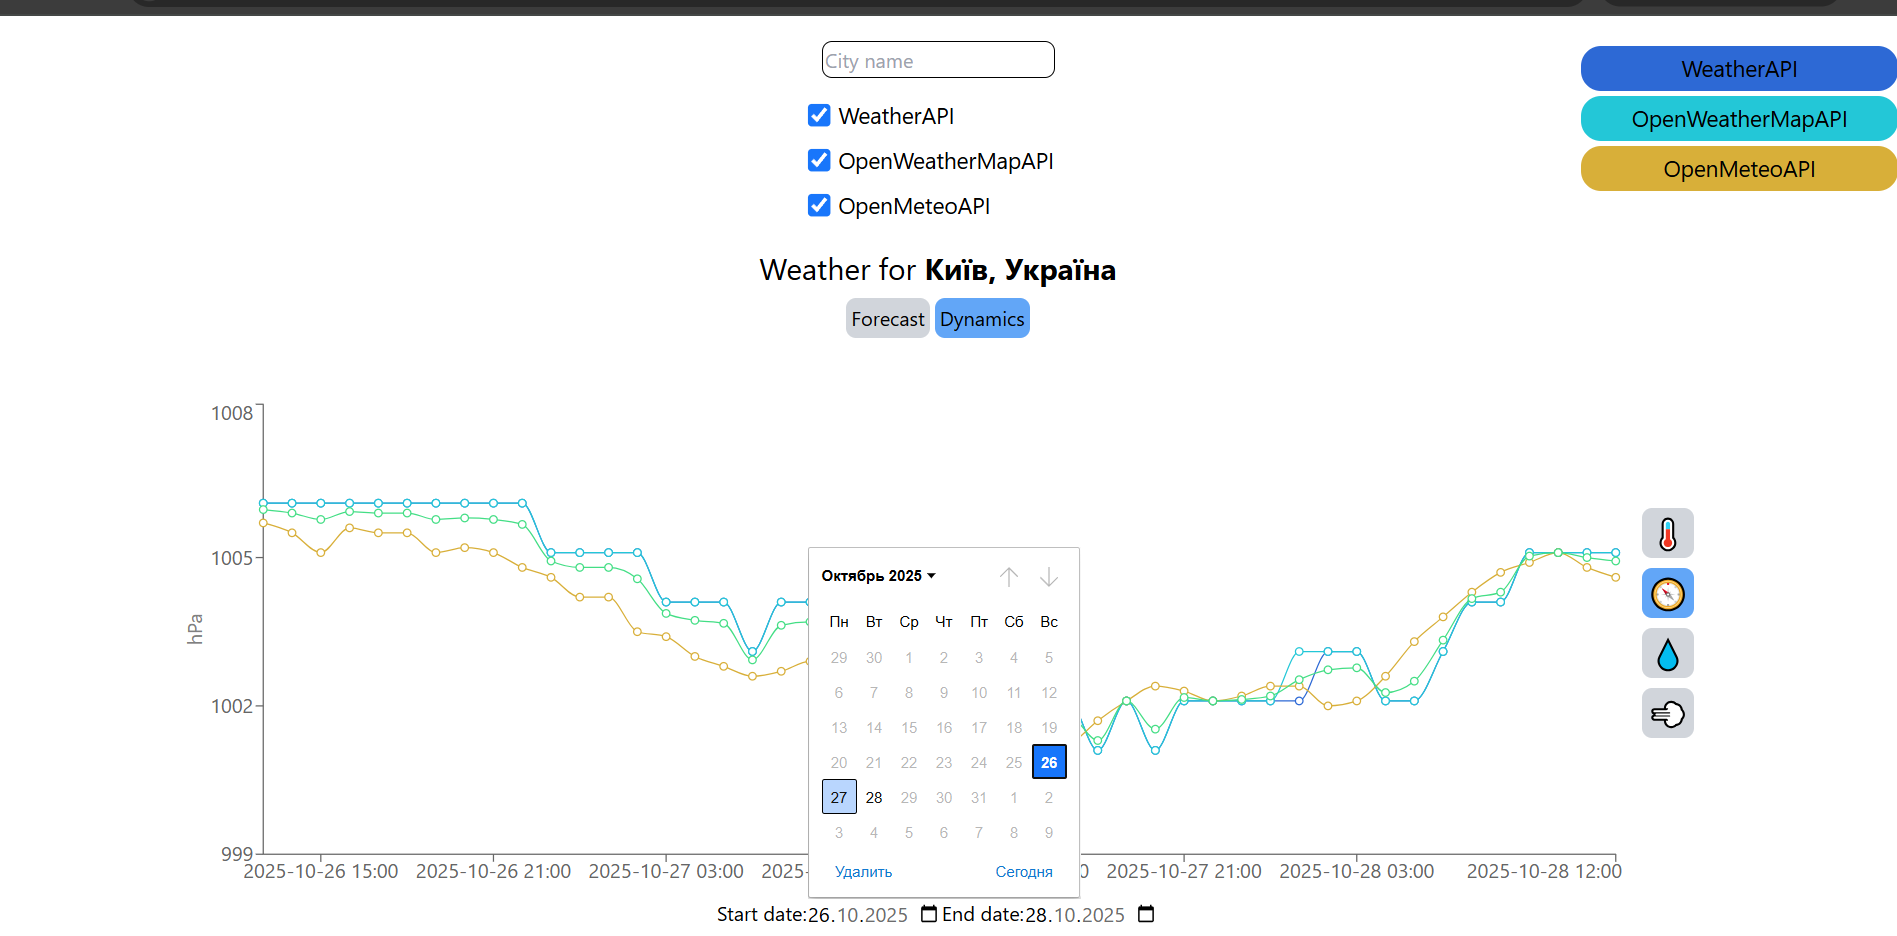 City name
WeatherAPI
OpenWeatherMapAPI
OpenMeteoAPI
WeatherAPI
OpenWeatherMapAPI
OpenMeteoAPI
Weather for Київ, Україна
Forecast Dynamics
1008
1005
1002
999
hPa
Октябрь 2025
Пн Вт Ср Чт Пт Сб Вс
29 30 1 2 3 4 5
6 7 8 9 10 11 12
13 14 15 16 17 18 19
20 21 22 23 24 25 26
27 28 29 30 31 1 2
3 4 5 6 7 8 9
Удалить Сегодня
2025-10-26 15:00 2025-10-26 21:00 2025-10-27 03:00 202 0 2025-10-27 21:00 2025-10-28 03:00 2025-10-28 12:00
Start date:26.10.2025 End date:28.10.2025